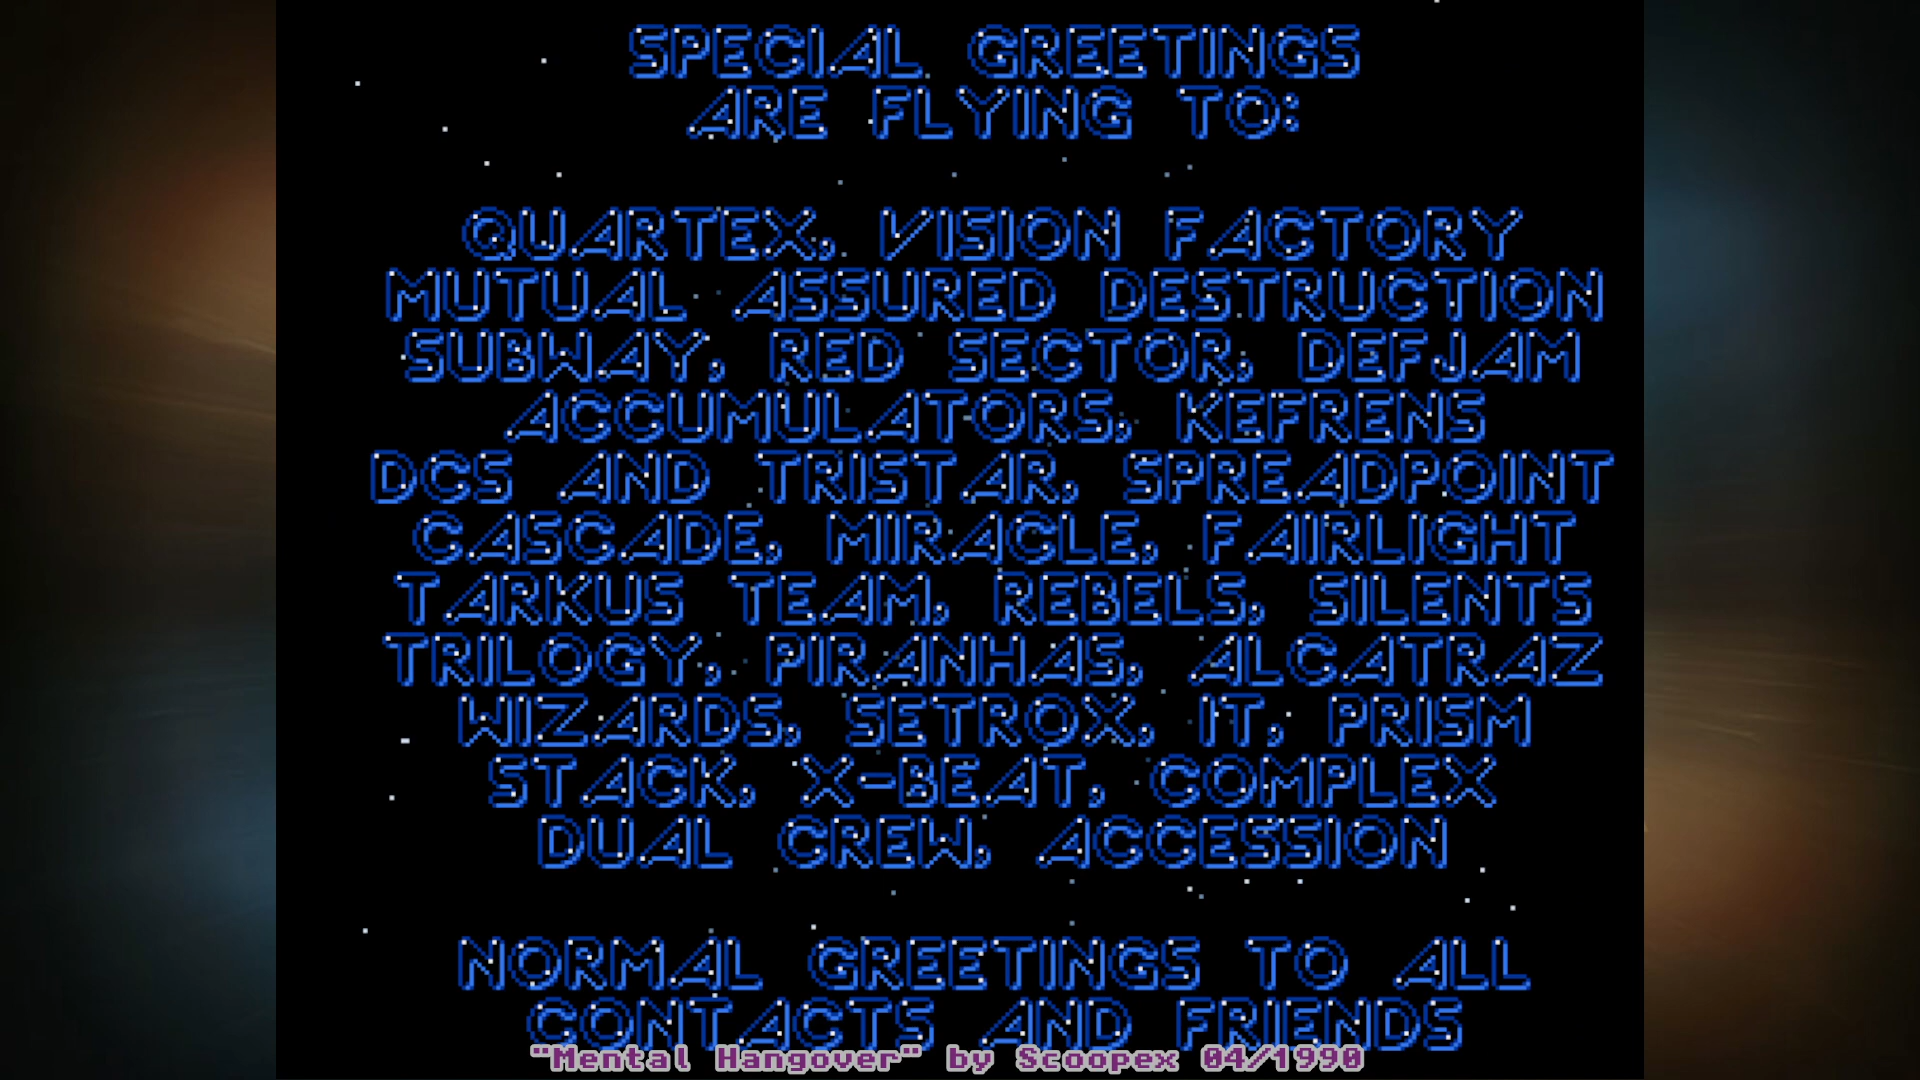 SPECIAL GREETINGS
ARE FLYING TO:
QUARTEX, VISION FACTORY
MUTUAL ASSURED DESTRUCTION
SUBWAY, RED SECTOR, DEFJAM
ACCUMULATORS, KEFRENS
DCS AND TRISTAR, SPREADPOINT
CASCADE, MIRACLE, FAIRLIGHT
TARKUS TEAM, REBELS, SILENTS
TRILOGY, PIRANHAS, ALCATRAZ
WIZARDS, SETROX, IT, PRISM
STACK, X-BEAT, COMPLEX
DUAL CREW, ACCESSION
NORMAL GREETINGS TO ALL
CONTACTS AND FRIENDS
"Mental Hangover" by Scoopex 04/1990